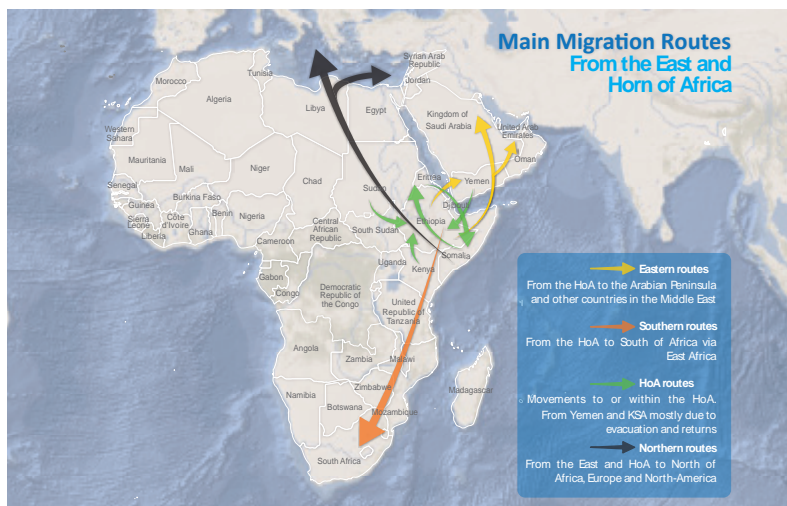 Main Migration Routes
From the East and
Horn of Africa
Syrian Arab
Republic
Jordan
Tunisia
Morocco
Algeria
Libya
Egypt
Kingdom of
Saudi Arabia
United Arab
Emirates
Oman
Western
Sahara
Mauritania
Mali
Niger
Chad
Sudan
Eritrea
Yemen
Senegal
Guinea
Sierra
Leone
Liberia
Burkina Faso
Côte
d'Ivoire
Ghana
Benin
Nigeria
Djibouti
Ethiopia
Central
African
Republic
South Sudan
Cameroon
Somalia
Uganda
Kenya
Gabon
Congo
Democratic
Republic of
the Congo
United
Republic of
Tanzania
Angola
Zambia
Malawi
Zimbabwe
Mozambique
Namibia
Botswana
Madagascar
South Africa
Eastern routes
From the HoA to the Arabian Peninsula
and other countries in the Middle East
Southern routes
From the HoA to South of Africa via
East Africa
HoA routes
Movements to or within the HoA.
From Yemen and KSA mostly due to
evacuation and returns
Northern routes
From the East and HoA to North of
Africa, Europe and North-America